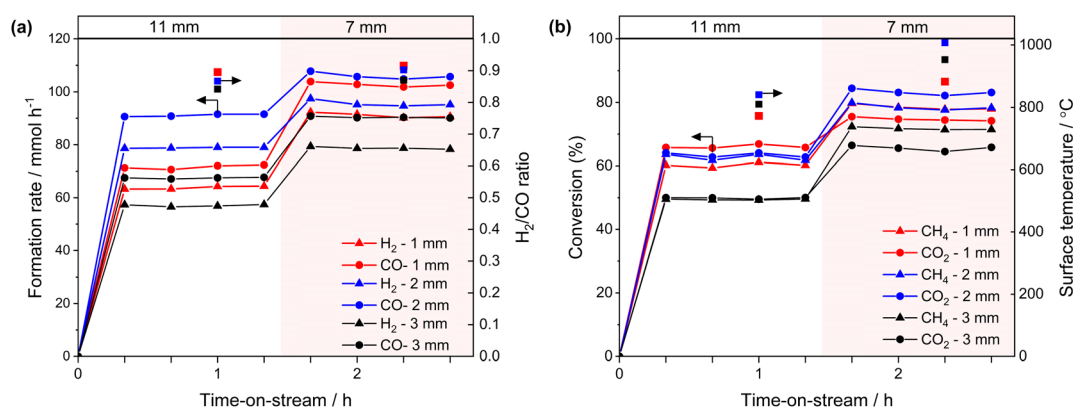 (a)
11 mm
7 mm
120
100
80
60
40
20
0
Formation rate / mmol h⁻¹
1.0
0.9
0.8
0.7
0.6
0.5
0.4
0.3
0.2
0.1
0.0
H₂/CO ratio
H₂ - 1 mm
CO- 1 mm
H₂ - 2 mm
CO- 2 mm
H₂ - 3 mm
CO- 3 mm
0
1
2
Time-on-stream / h
(b)
11 mm
7 mm
100
80
60
40
20
0
Conversion (%)
1000
800
600
400
200
0
Surface temperature / °C
CH₄ - 1 mm
CO₂ - 1 mm
CH₄ - 2 mm
CO₂ - 2 mm
CH₄ - 3 mm
CO₂ - 3 mm
0
1
2
Time-on-stream / h